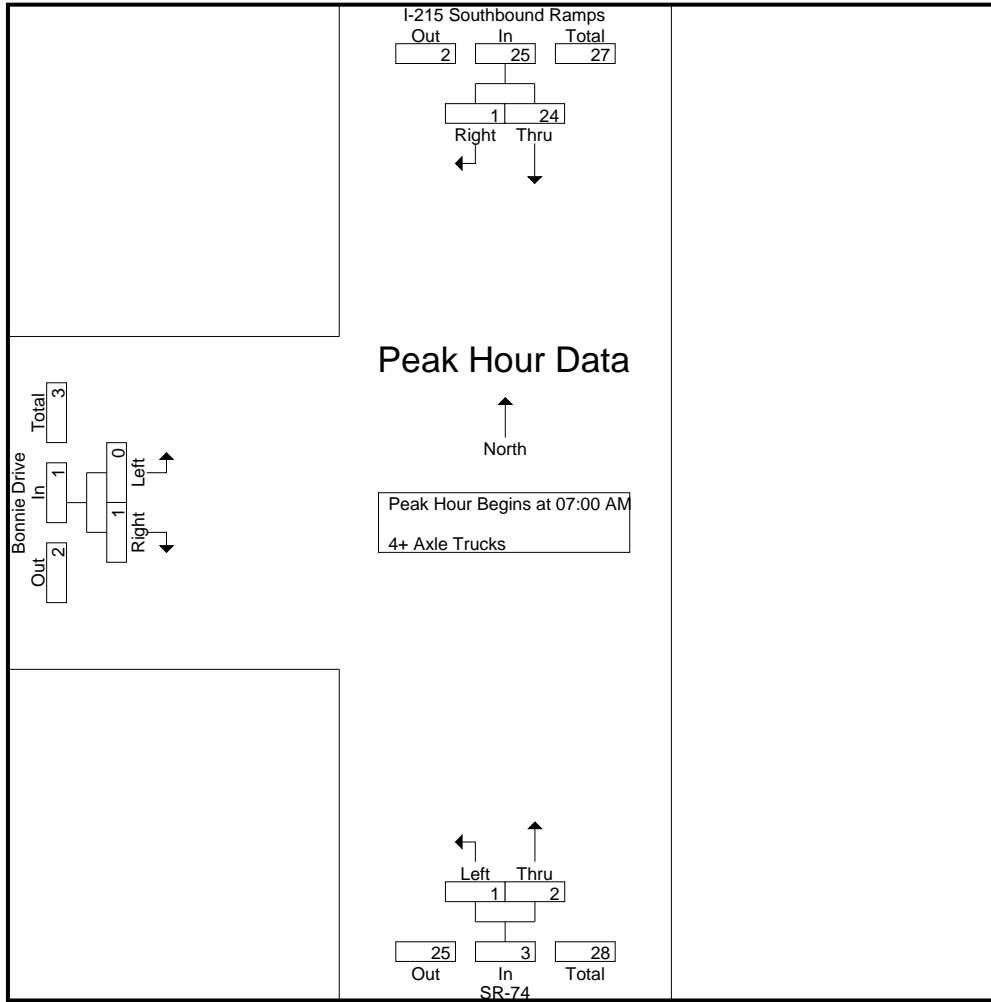 I-215 Southbound Ramps
Out In Total
2 25 27
1 24
Right Thru
Peak Hour Data
North
Peak Hour Begins at 07:00 AM
4+ Axle Trucks
Bonnie Drive
Out In Total
2 1 3
1 0
Right Left
Left Thru
1 2
25 3 28
Out In Total
SR-74